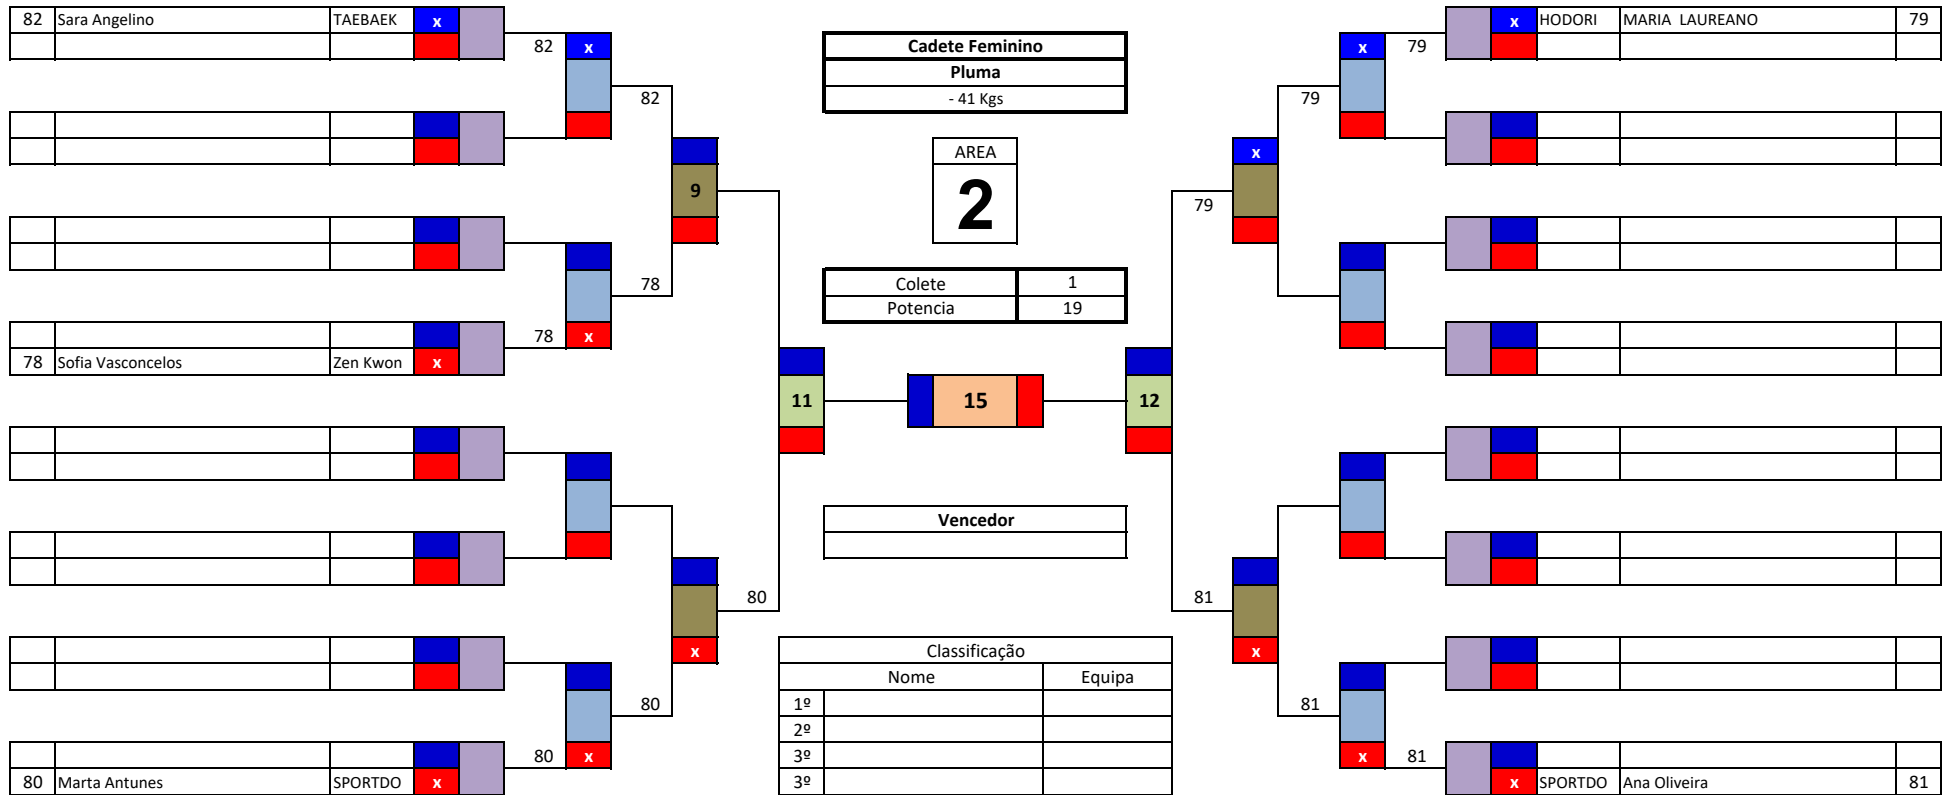 82 Sara Angelino TAEBAEK x
x HODORI MARIA LAUREANO 79
82 x
Cadete Feminino
x 79
Pluma
82
- 41 Kgs
79
AREA
x
9
2
79
78
Colete 1
Potencia 19
78 x
78 Sofia Vasconcelos Zen Kwon x
11
15
12
Vencedor
80
81
x
Classificação
x
Nome Equipa
80
1º
81
2º
80 x
3º
x 81
80 Marta Antunes SPORTDO x
3º
x SPORTDO Ana Oliveira 81